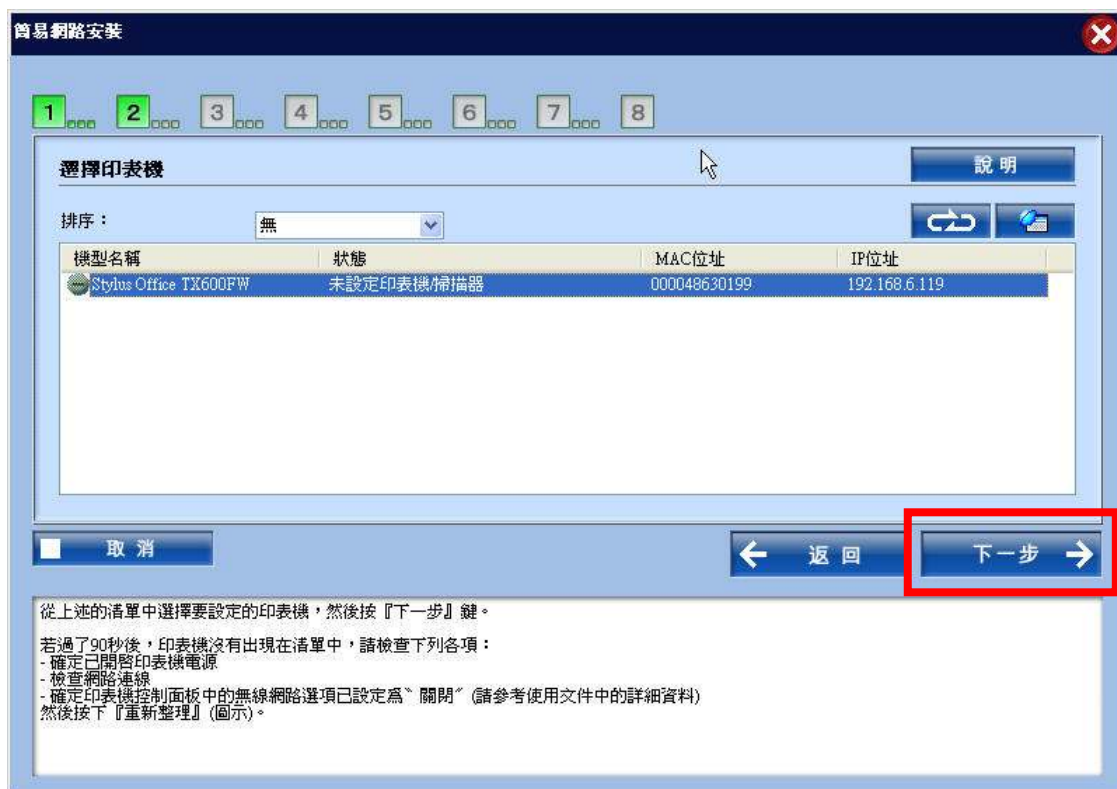 簡易網路安裝
1 2 3 4 5 6 7 8
選擇印表機
說明
排序：
無
機型名稱 狀態 MAC位址 IP位址
Stylus Office TX600FW 未設定印表機/掃描器 000048630199 192.168.6.119
取消 返回 下一步
從上述的清單中選擇要設定的印表機，然後按『下一步』鍵。
若過了90秒後，印表機沒有出現在清單中，請檢查下列各項：
- 確定已開啟印表機電源
- 檢查網路連線
- 確定印表機控制面板中的無線網路選項已設定為〝關閉〞(請參考使用文件中的詳細資料)
然後按下『重新整理』(圖示)。